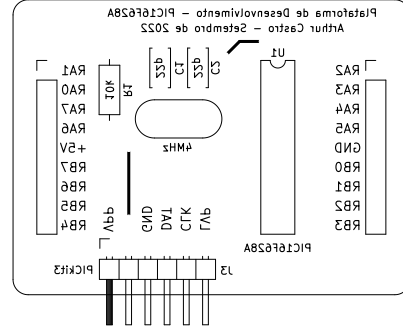 Plataforma de Desenvolvimento – PIC16F628A
Arthur Castro – Setembro de 2022
RA2
RA3
RA4
RA5
GND
RB0
RB1
RB2
RB3
U1
PIC16F628A
C2
22p
C1
22p
4MHz
R1
10k
RA1
RA0
RA7
RA6
+5V
RB7
RB6
RB5
RB4
LVP
CLK
DAT
GND
VPP
J3
PICkit3